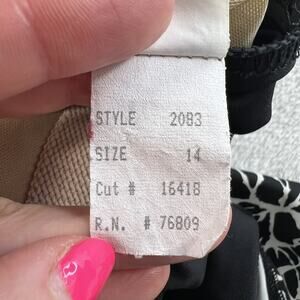 STYLE 2083
SIZE 14
Cut # 16418
R.N. # 76809